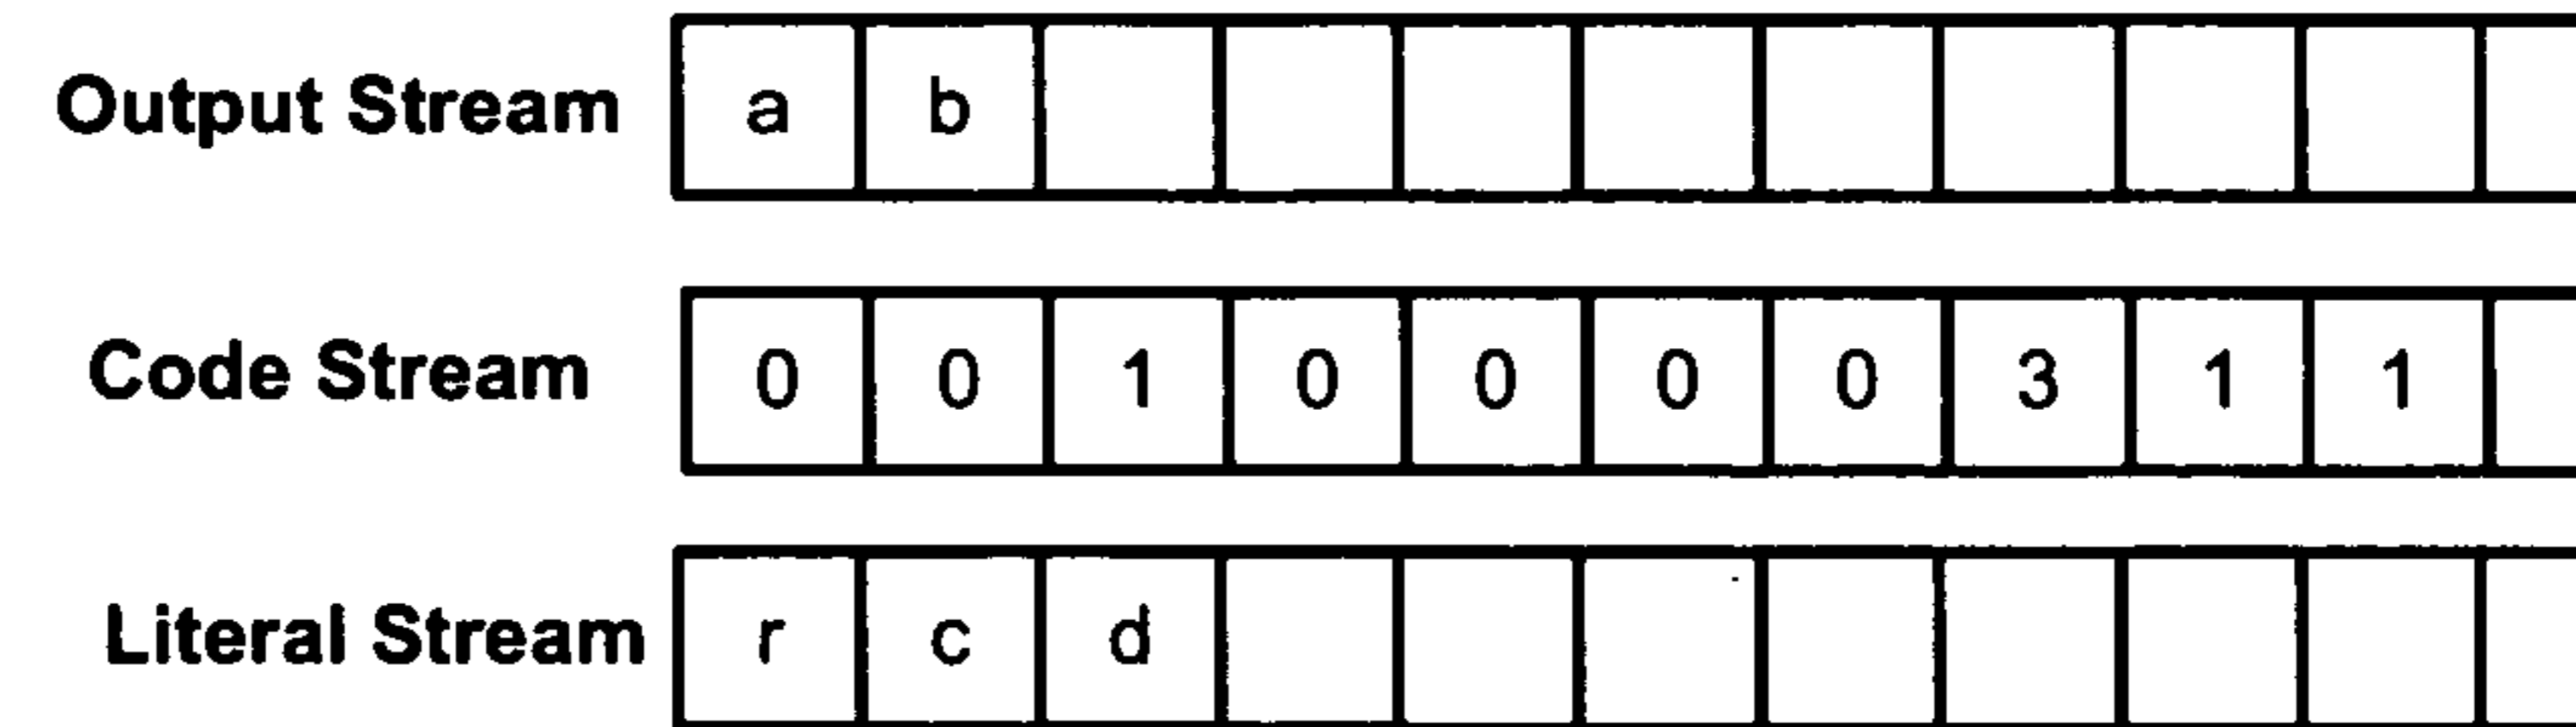 Output Stream a b
Code Stream 0 0 1 0 0 0 0 3 1 1
Literal Stream r c d